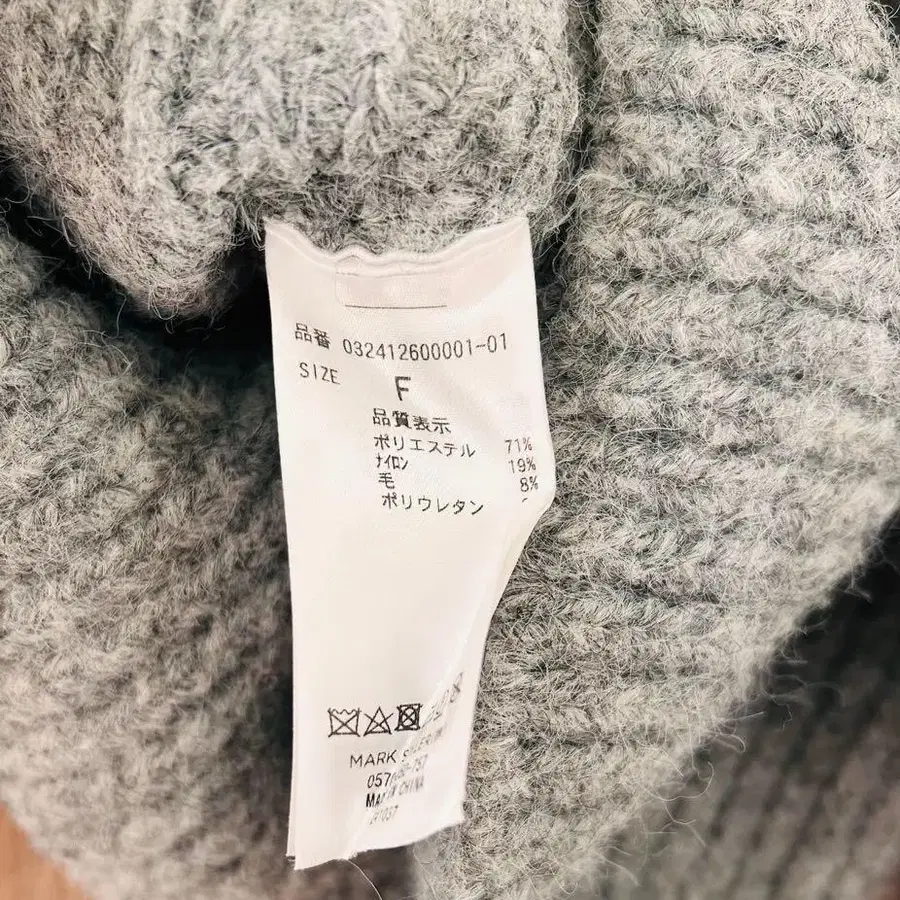 品番 032412600001-01
SIZE F
品質表示
ポリエステル 71%
ナイロン 19%
毛 8%
ポリウレタン
MARK
MADE IN CHINA